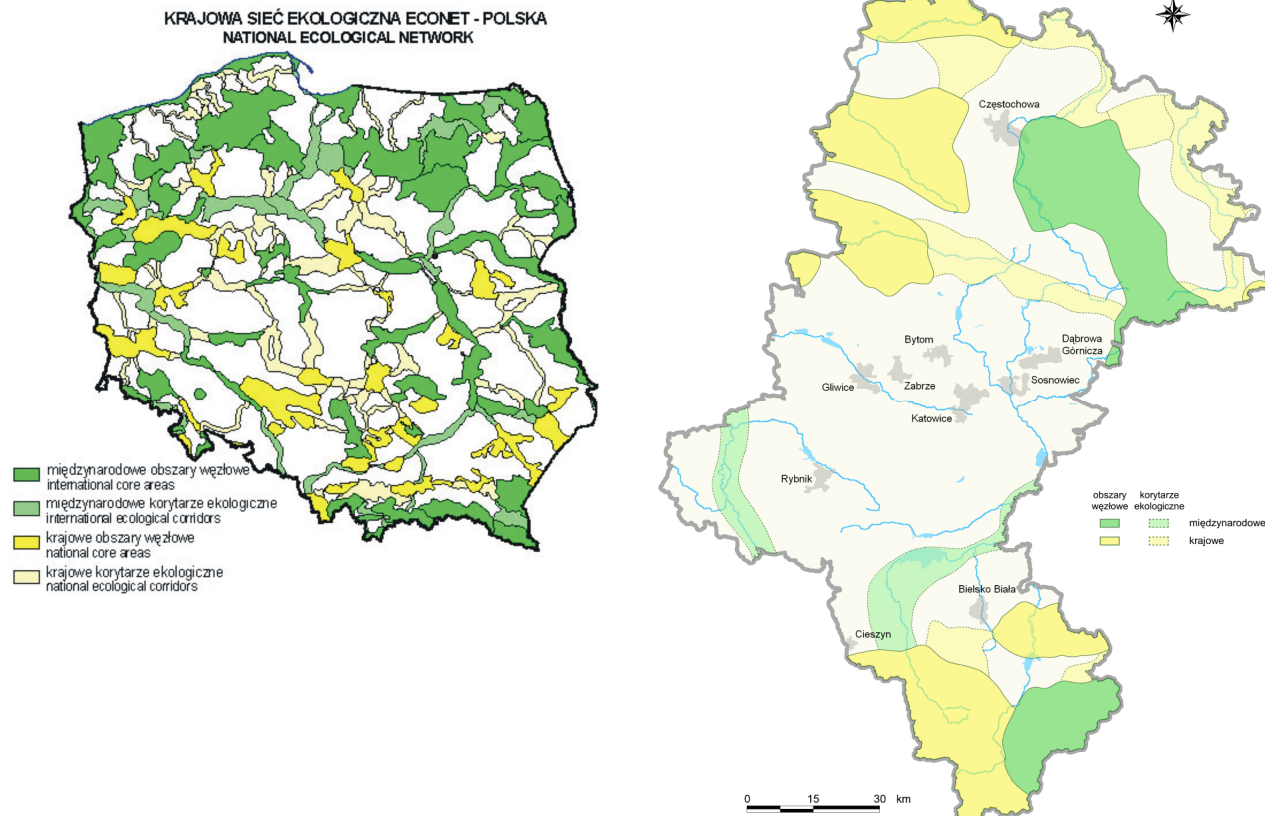 KRAJOWA SIEĆ EKOLOGICZNA ECONET - POLSKA
NATIONAL ECOLOGICAL NETWORK
międzynarodowe obszary węzłowe
international core areas
międzynarodowe korytarze ekologiczne
international ecological corridors
krajowe obszary węzłowe
national core areas
krajowe korytarze ekologiczne
national ecological corridors
Częstochowa
Bytom
Dąbrowa
Górnicza
Gliwice
Zabrze
Sosnowiec
Katowice
Rybnik
Bielsko Biała
Cieszyn
obszary
węzłowe
korytarze
ekologiczne
międzynarodowe
krajowe
0 15 30 km